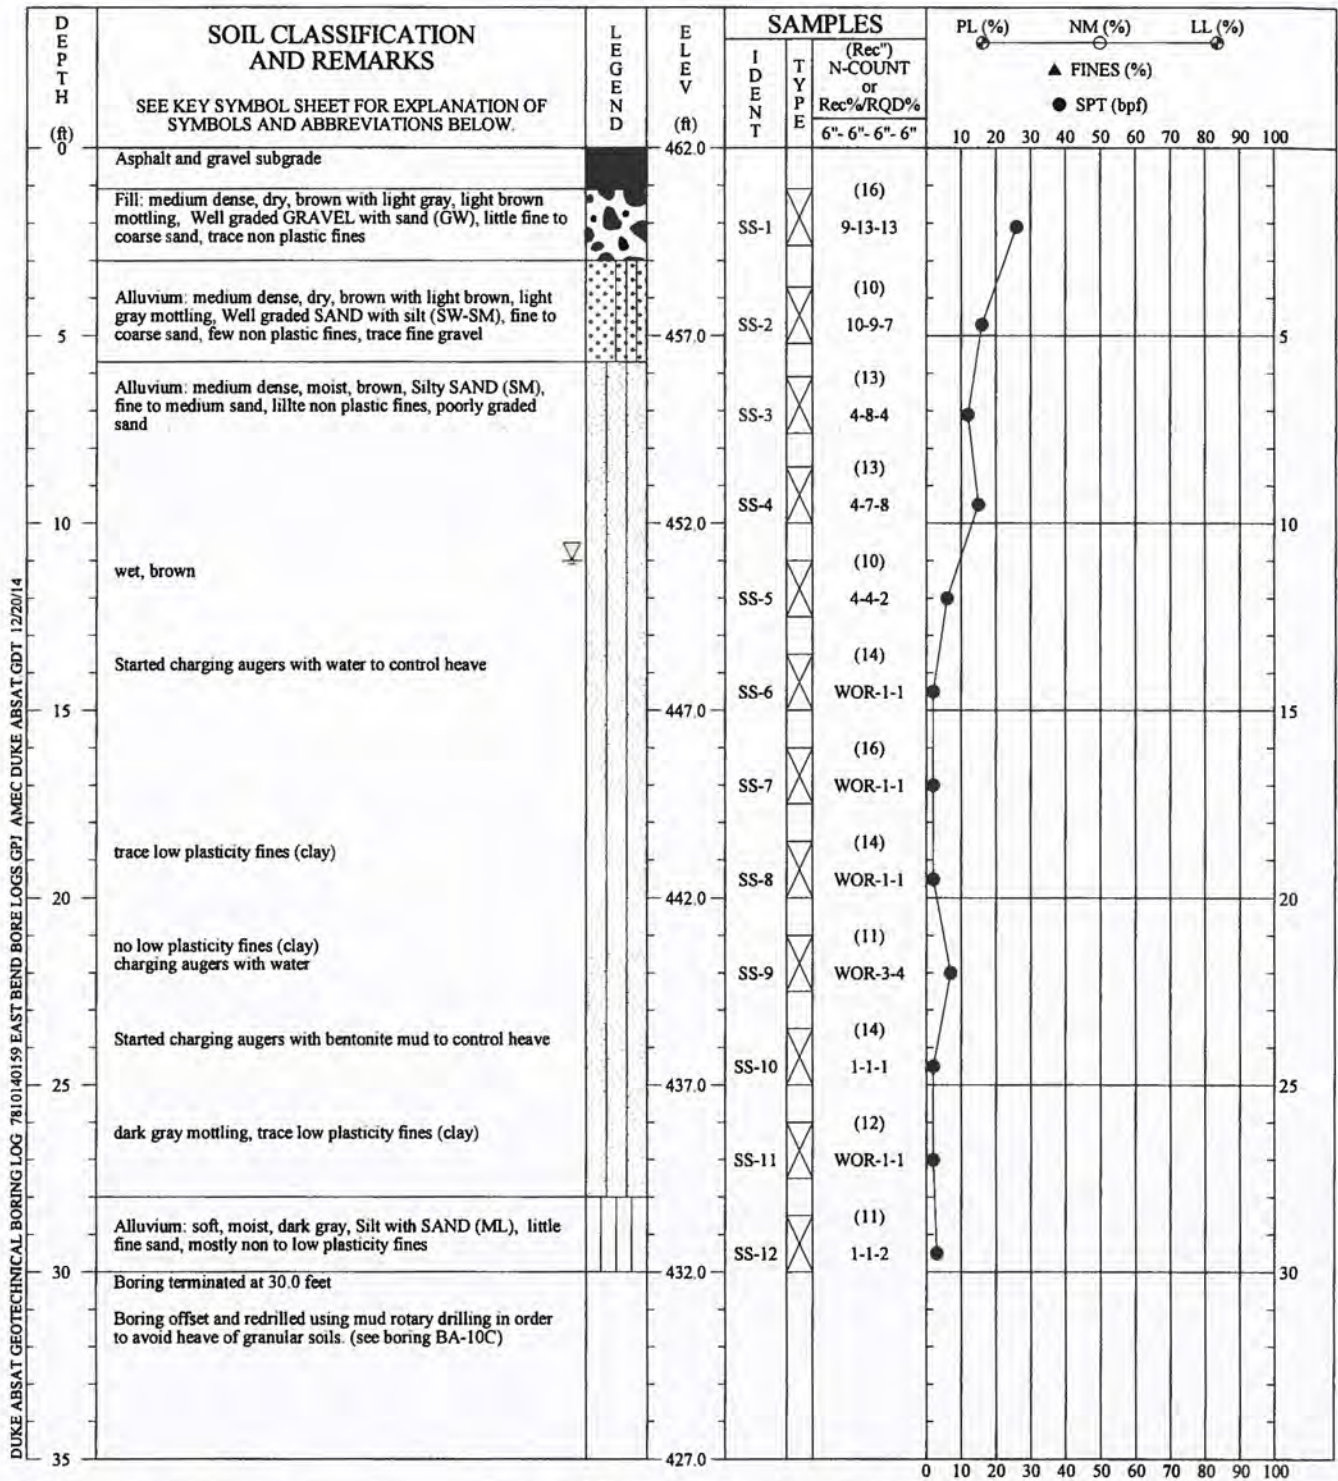 DEPTH
(ft)
SOIL CLASSIFICATION
AND REMARKS
SEE KEY SYMBOL SHEET FOR EXPLANATION OF
SYMBOLS AND ABBREVIATIONS BELOW.
LEGEND
ELEV
(ft)
SAMPLES
IDENT
TYPE
(Rec")
N-COUNT
or
Rec%/RQD%
6"- 6"- 6"- 6"
PL (%) NM (%) LL (%)
▲ FINES (%)
● SPT (bpf)
10 20 30 40 50 60 70 80 90 100
0
Asphalt and gravel subgrade
462.0
Fill: medium dense, dry, brown with light gray, light brown
mottling, Well graded GRAVEL with sand (GW), little fine to
coarse sand, trace non plastic fines
(16)
SS-1 9-13-13
Alluvium: medium dense, dry, brown with light brown, light
gray mottling, Well graded SAND with silt (SW-SM), fine to
coarse sand, few non plastic fines, trace fine gravel
(10)
SS-2 10-9-7
5 457.0 5
Alluvium: medium dense, moist, brown, Silty SAND (SM),
fine to medium sand, lillte non plastic fines, poorly graded
sand
(13)
SS-3 4-8-4
(13)
SS-4 4-7-8
10 452.0 10
wet, brown
(10)
SS-5 4-4-2
Started charging augers with water to control heave
(14)
SS-6 WOR-1-1
15 447.0 15
(16)
SS-7 WOR-1-1
trace low plasticity fines (clay)
(14)
SS-8 WOR-1-1
20 442.0 20
no low plasticity fines (clay)
charging augers with water
(11)
SS-9 WOR-3-4
Started charging augers with bentonite mud to control heave
(14)
SS-10 1-1-1
25 437.0 25
dark gray mottling, trace low plasticity fines (clay)
(12)
SS-11 WOR-1-1
Alluvium: soft, moist, dark gray, Silt with SAND (ML), little
fine sand, mostly non to low plasticity fines
(11)
SS-12 1-1-2
30 432.0 30
Boring terminated at 30.0 feet
Boring offset and redrilled using mud rotary drilling in order
to avoid heave of granular soils. (see boring BA-10C)
35 427.0
0 10 20 30 40 50 60 70 80 90 100
DUKE ABSAT GEOTECHNICAL BORING LOG 7810140159 EAST BEND BORE LOGS.GPJ AMEC DUKE ABSAT.GDT 12/20/14